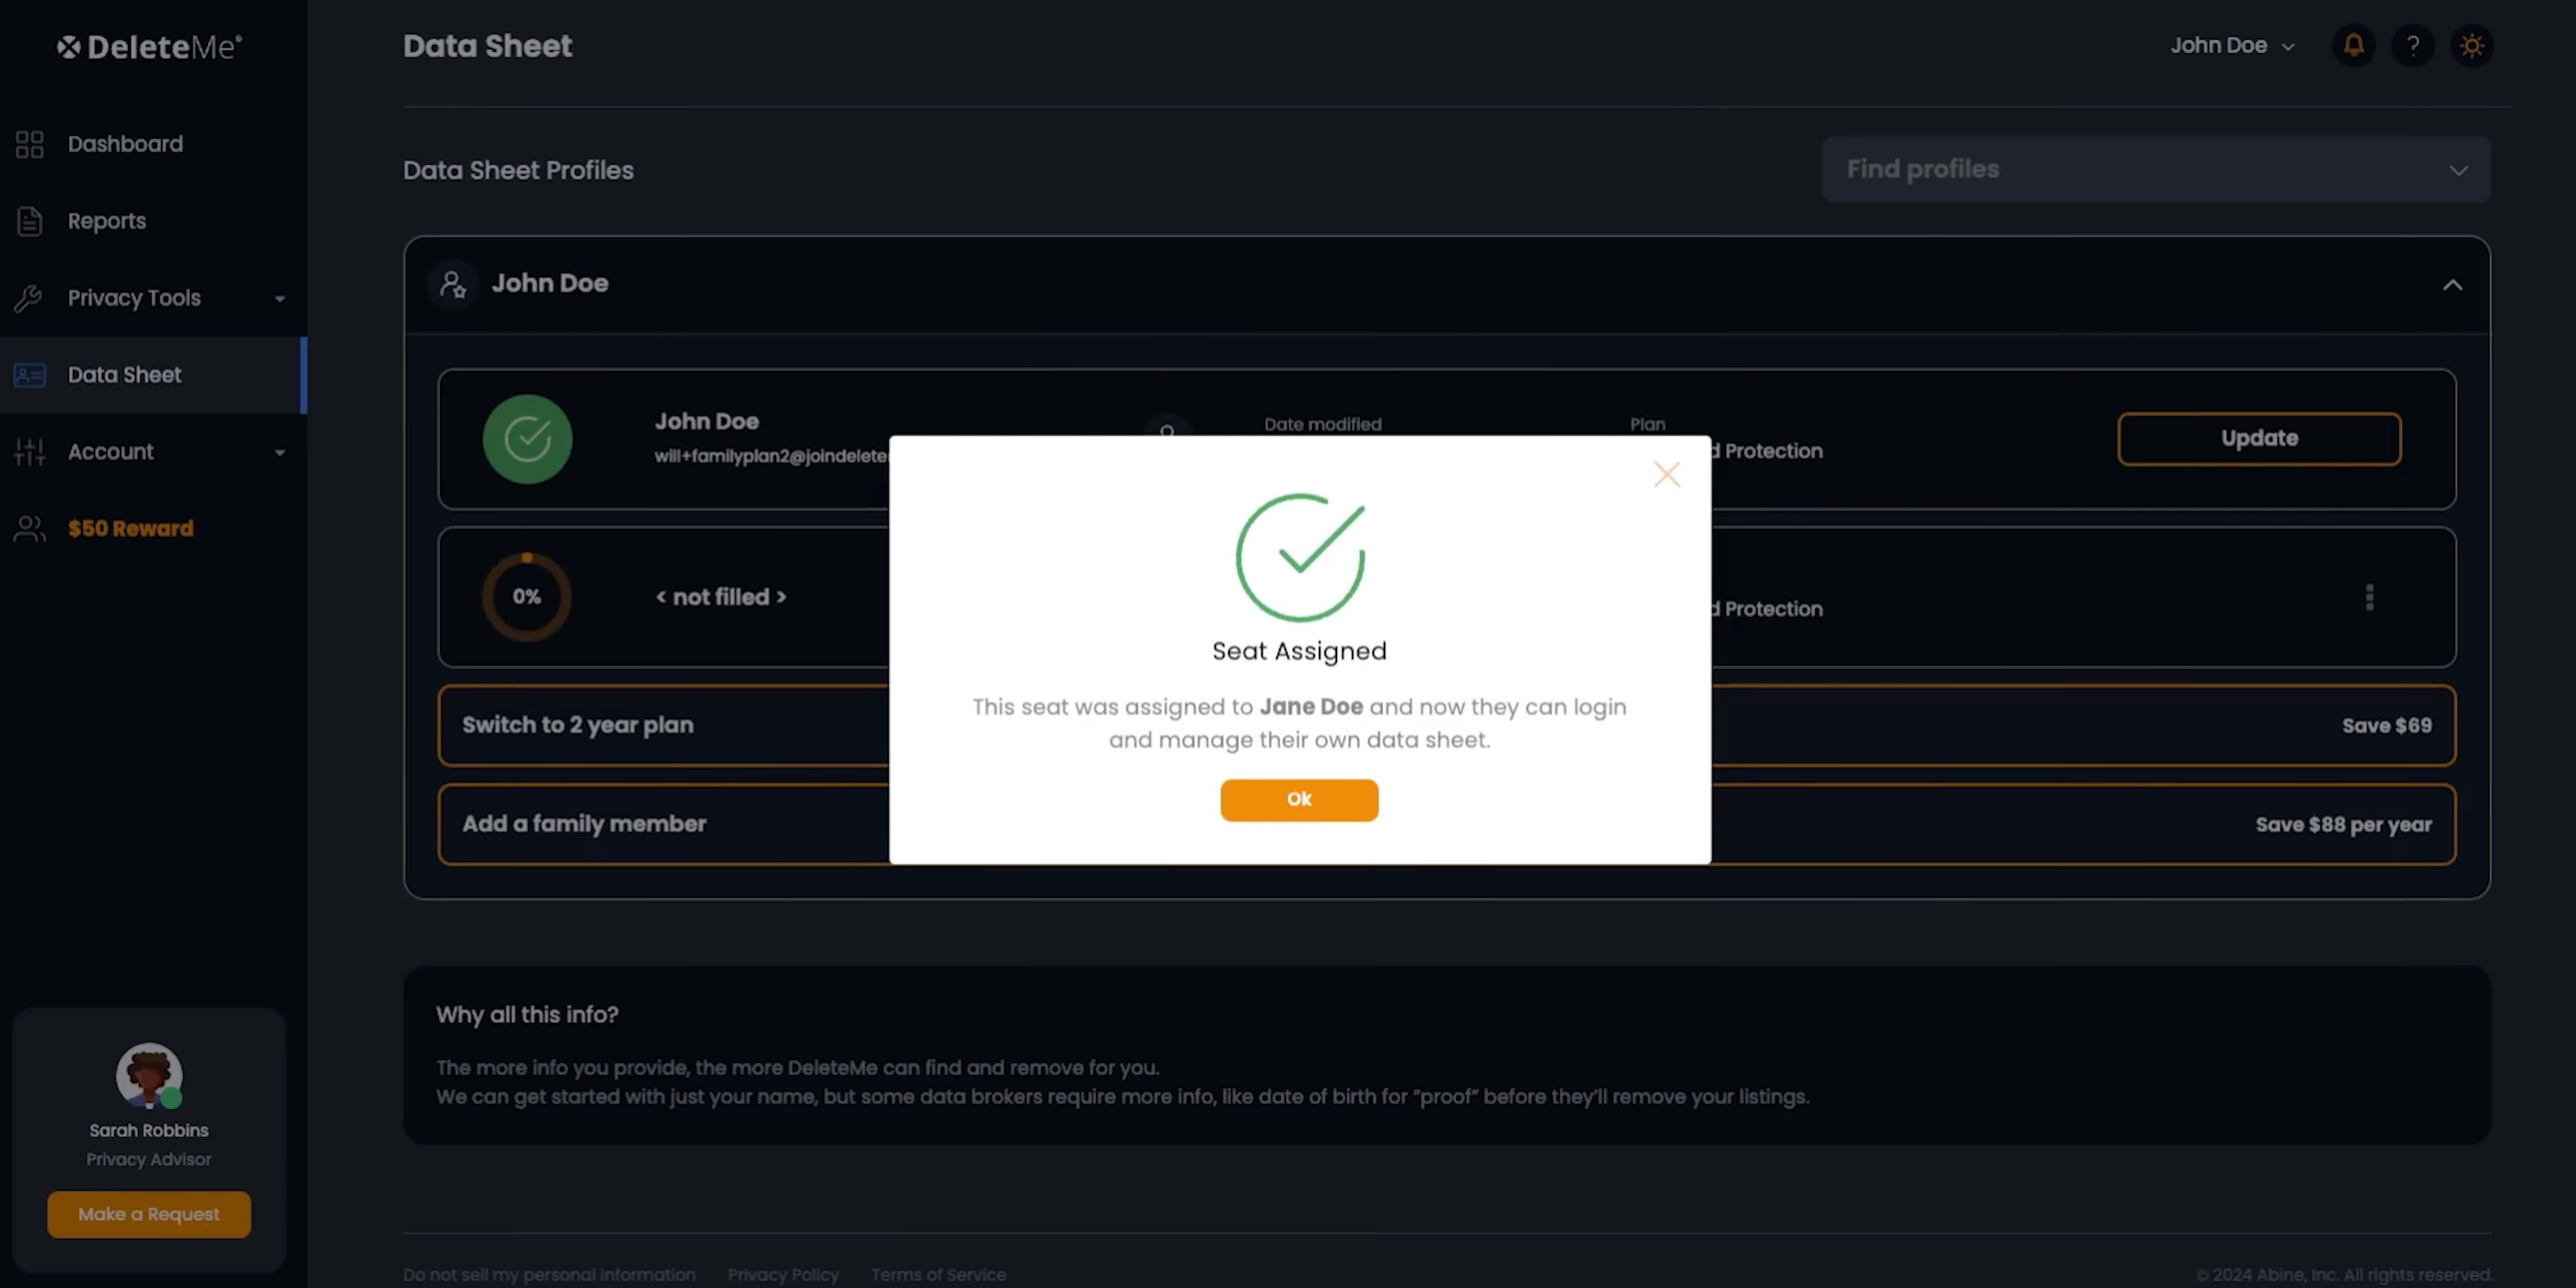 DeleteMe®
Dashboard
Reports
Privacy Tools
Data Sheet
Account
$50 Reward
Sarah Robbins
Privacy Advisor
Make a Request
Data Sheet
John Doe
?
Data Sheet Profiles
Find profiles
John Doe
John Doe
will+familyplan2@joindelete
Date modified
Plan
d Protection
Update
0%
< not filled >
d Protection
Switch to 2 year plan
Save $69
Add a family member
Save $88 per year
Seat Assigned
This seat was assigned to Jane Doe and now they can login
and manage their own data sheet.
Ok
Why all this info?
The more info you provide, the more DeleteMe can find and remove for you.
We can get started with just your name, but some data brokers require more info, like date of birth for "proof" before they'll remove your listings.
Do not sell my personal information
Privacy Policy
Terms of Service
© 2024 Abine, Inc. All rights reserved.